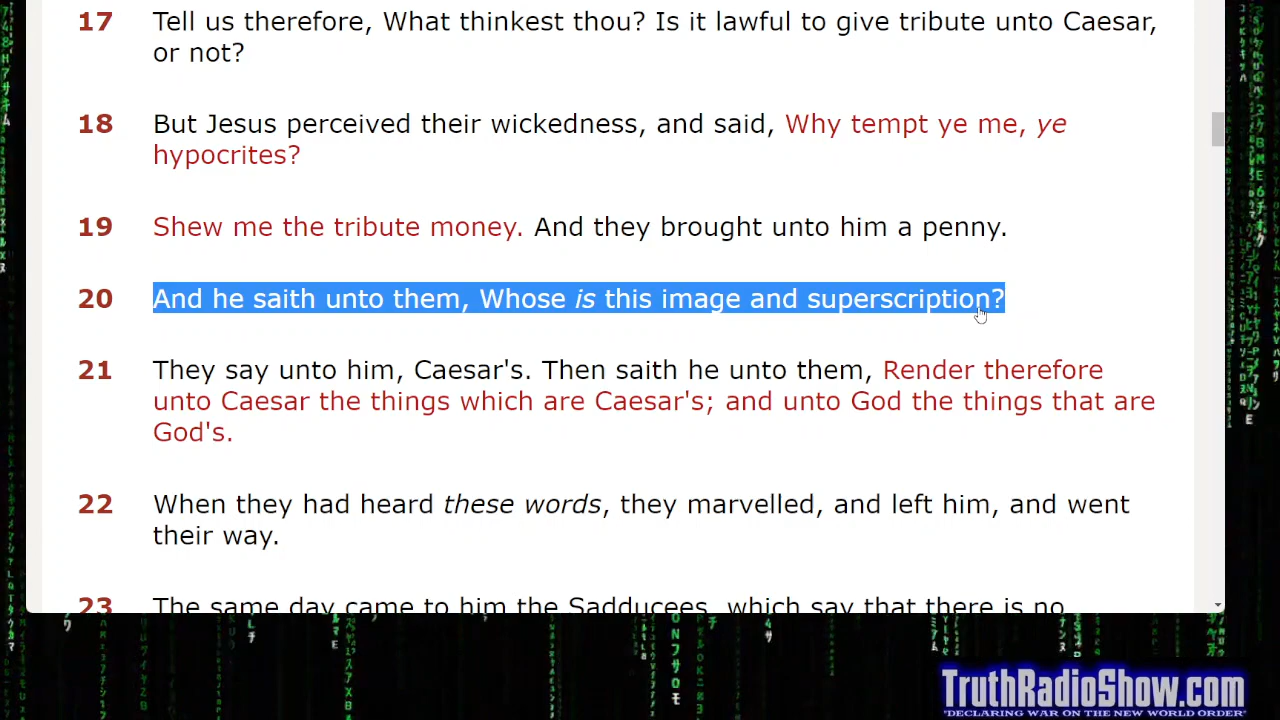 17 Tell us therefore, What thinkest thou? Is it lawful to give tribute unto Caesar,
or not?
18 But Jesus perceived their wickedness, and said, Why tempt ye me, ye
hypocrites?
19 Shew me the tribute money. And they brought unto him a penny.
20 And he saith unto them, Whose is this image and superscription?
21 They say unto him, Caesar's. Then saith he unto them, Render therefore
unto Caesar the things which are Caesar's; and unto God the things that are
God's.
22 When they had heard these words, they marvelled, and left him, and went
their way.
23 The same day came to him the Sadducees, which say that there is no
TruthRadioShow.com
"DECLARING WAR ON THE NEW WORLD ORDER"